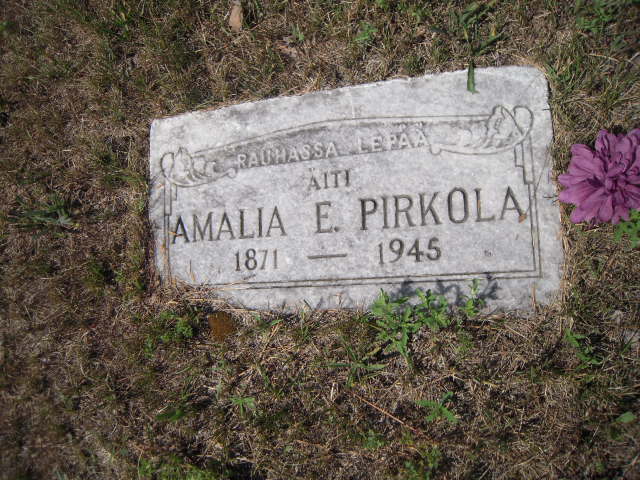 RAUHASSA LEPÄÄ
ÄITI
AMALIA E. PIRKOLA
1871 — 1945